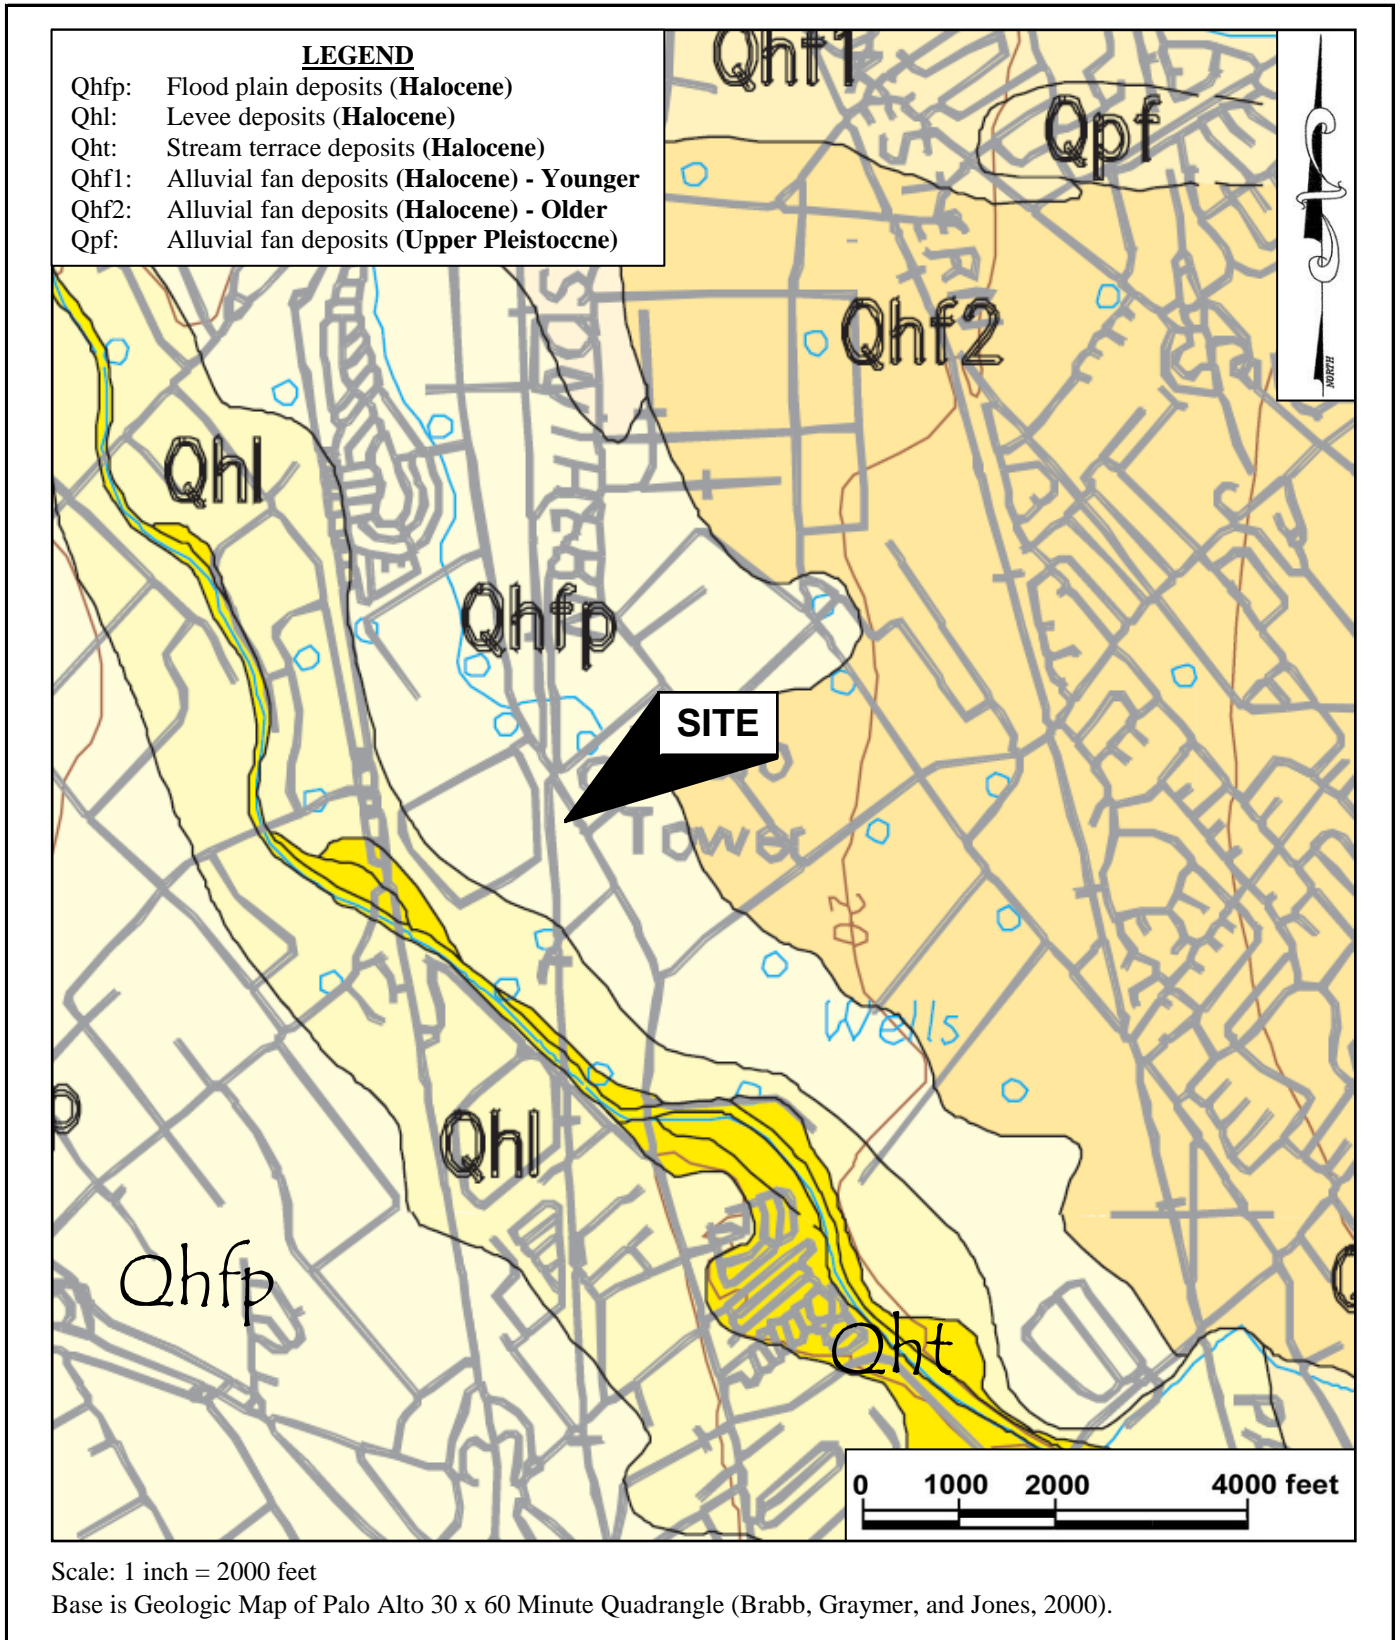 LEGEND
Qhfp: Flood plain deposits (Halocene)
Qhl: Levee deposits (Halocene)
Qht: Stream terrace deposits (Halocene)
Qhf1: Alluvial fan deposits (Halocene) - Younger
Qhf2: Alluvial fan deposits (Halocene) - Older
Qpf: Alluvial fan deposits (Upper Pleistoccne)
Qhf1
Qpf
NORTH
Qhf2
Qhl
Qhfp
SITE
Tower
20
Wells
Qhl
Qhfp
Qht
0 1000 2000 4000 feet
Scale: 1 inch = 2000 feet
Base is Geologic Map of Palo Alto 30 x 60 Minute Quadrangle (Brabb, Graymer, and Jones, 2000).